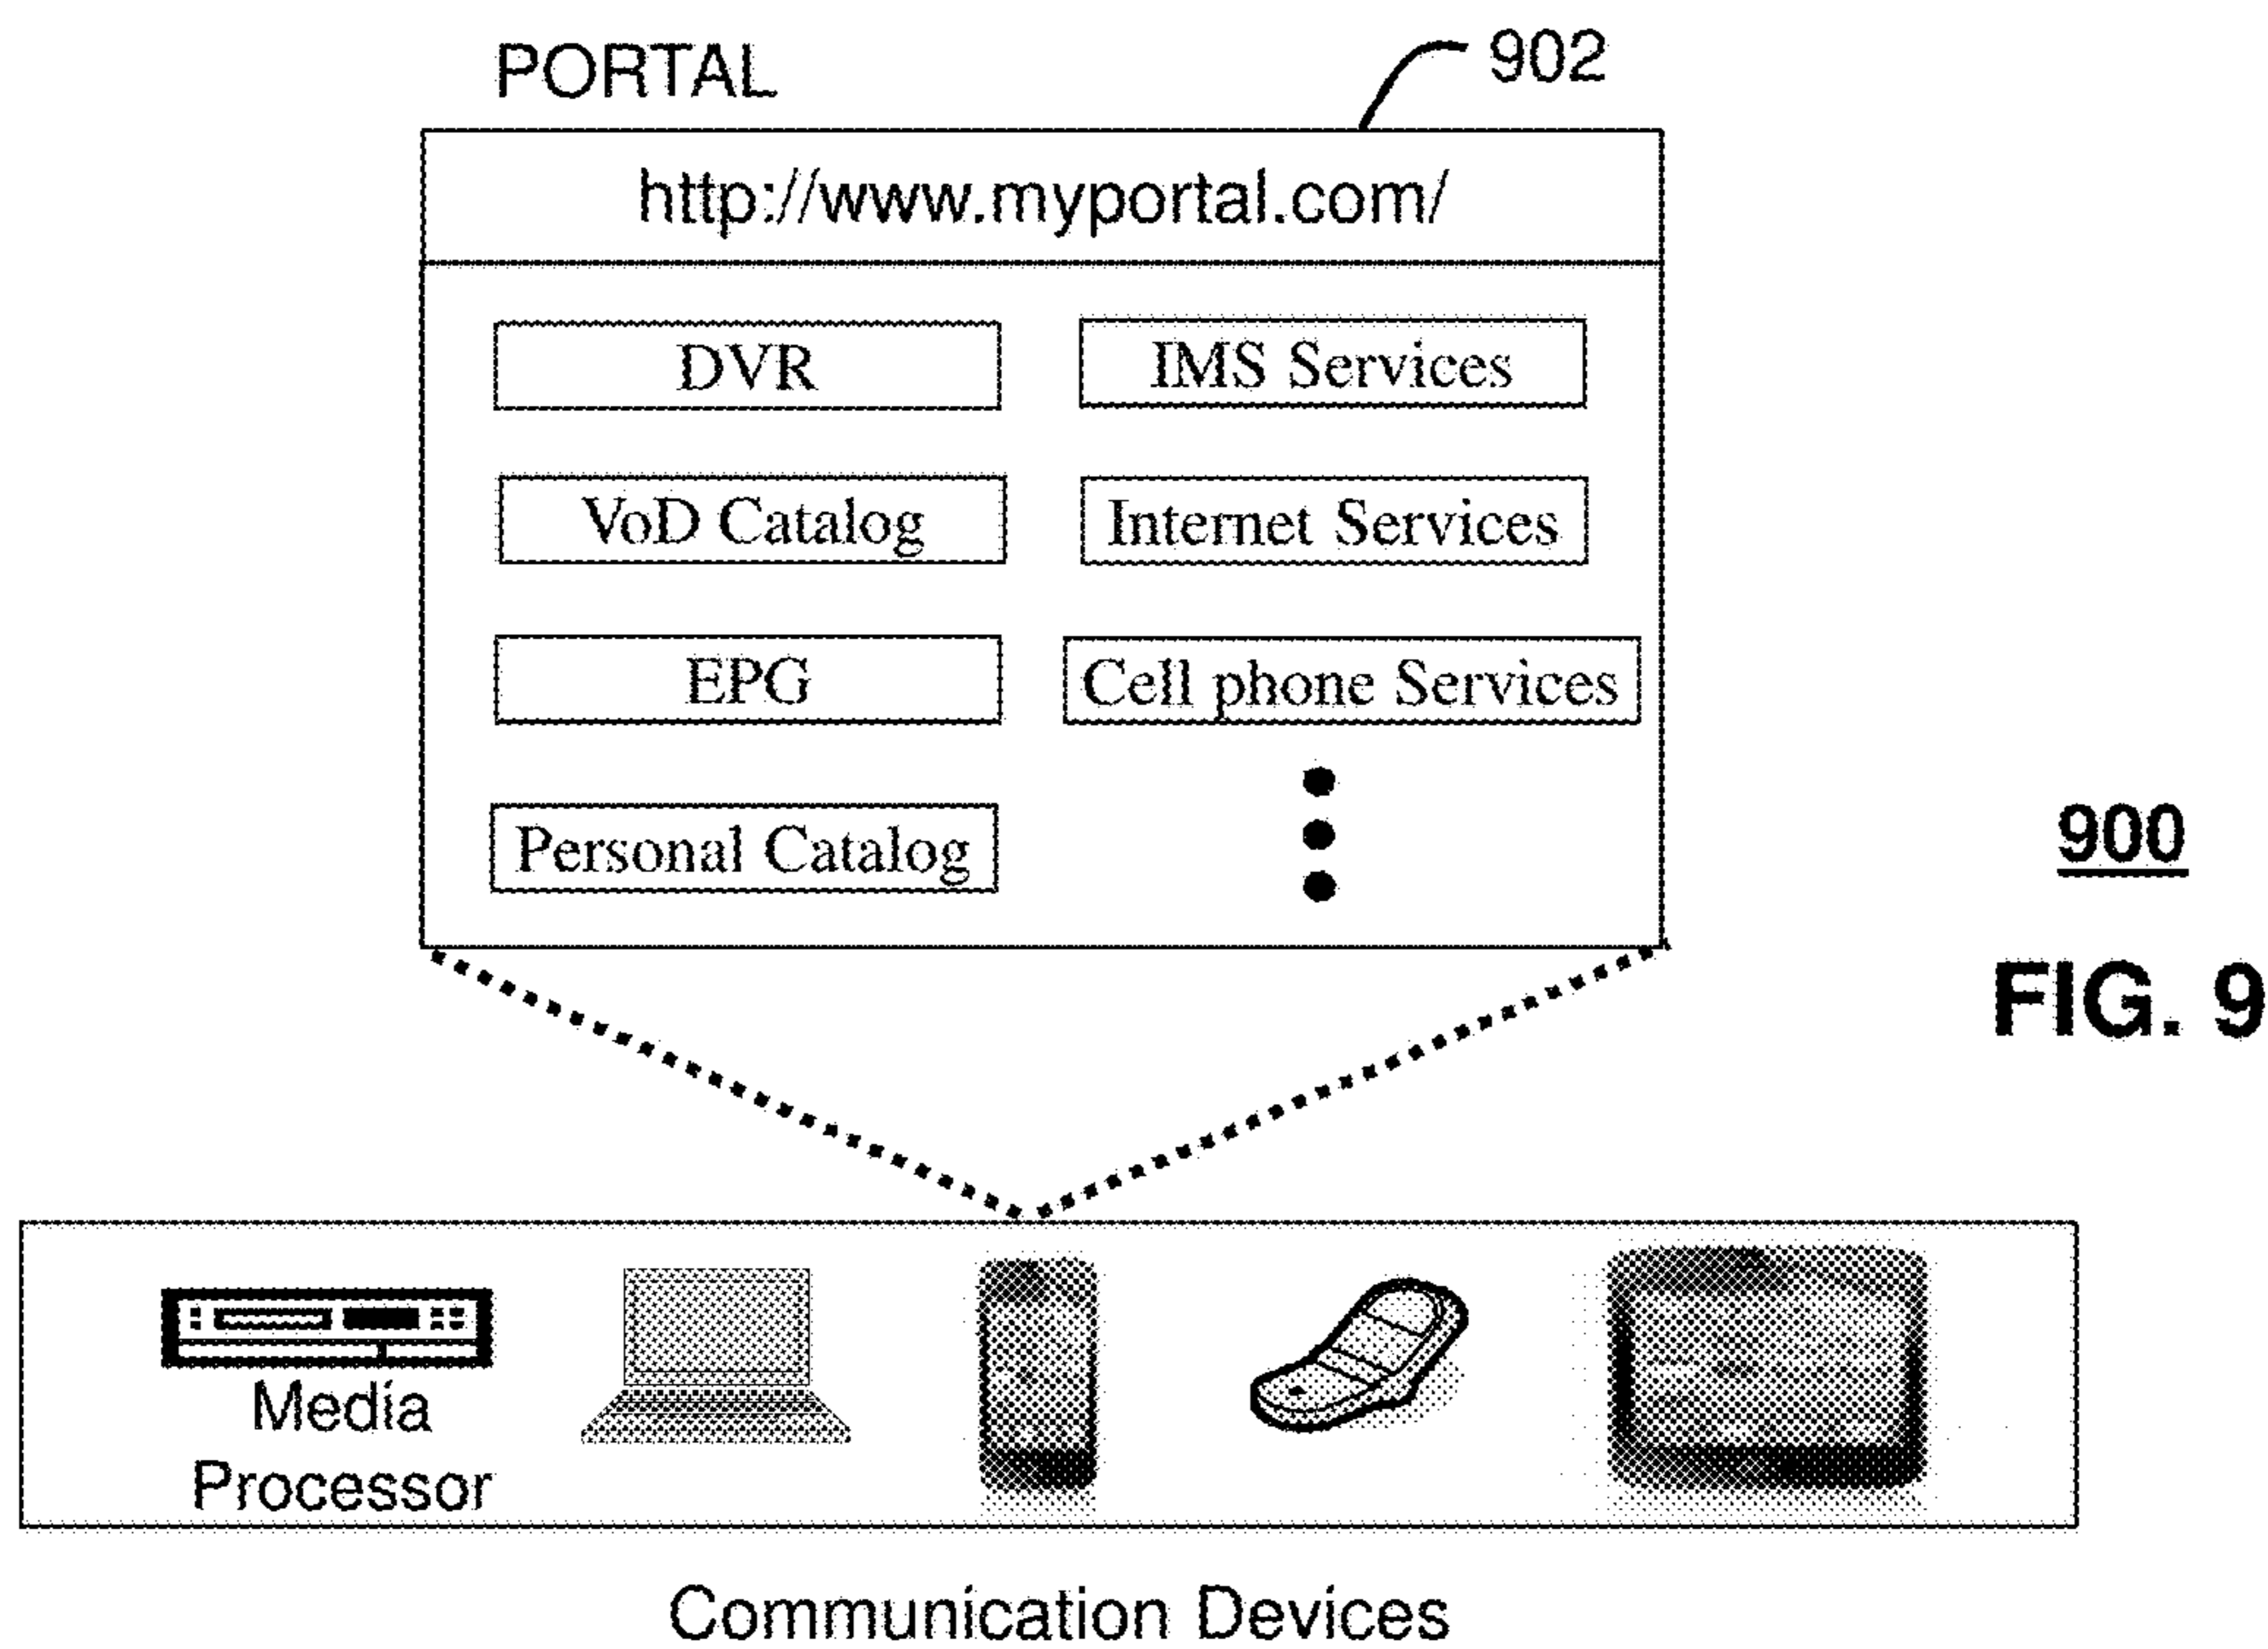 PORTAL
902
http://www.myportal.com/
DVR
IMS Services
VoD Catalog
Internet Services
EPG
Cell phone Services
Personal Catalog
900
FIG. 9
Media
Processor
Communication Devices